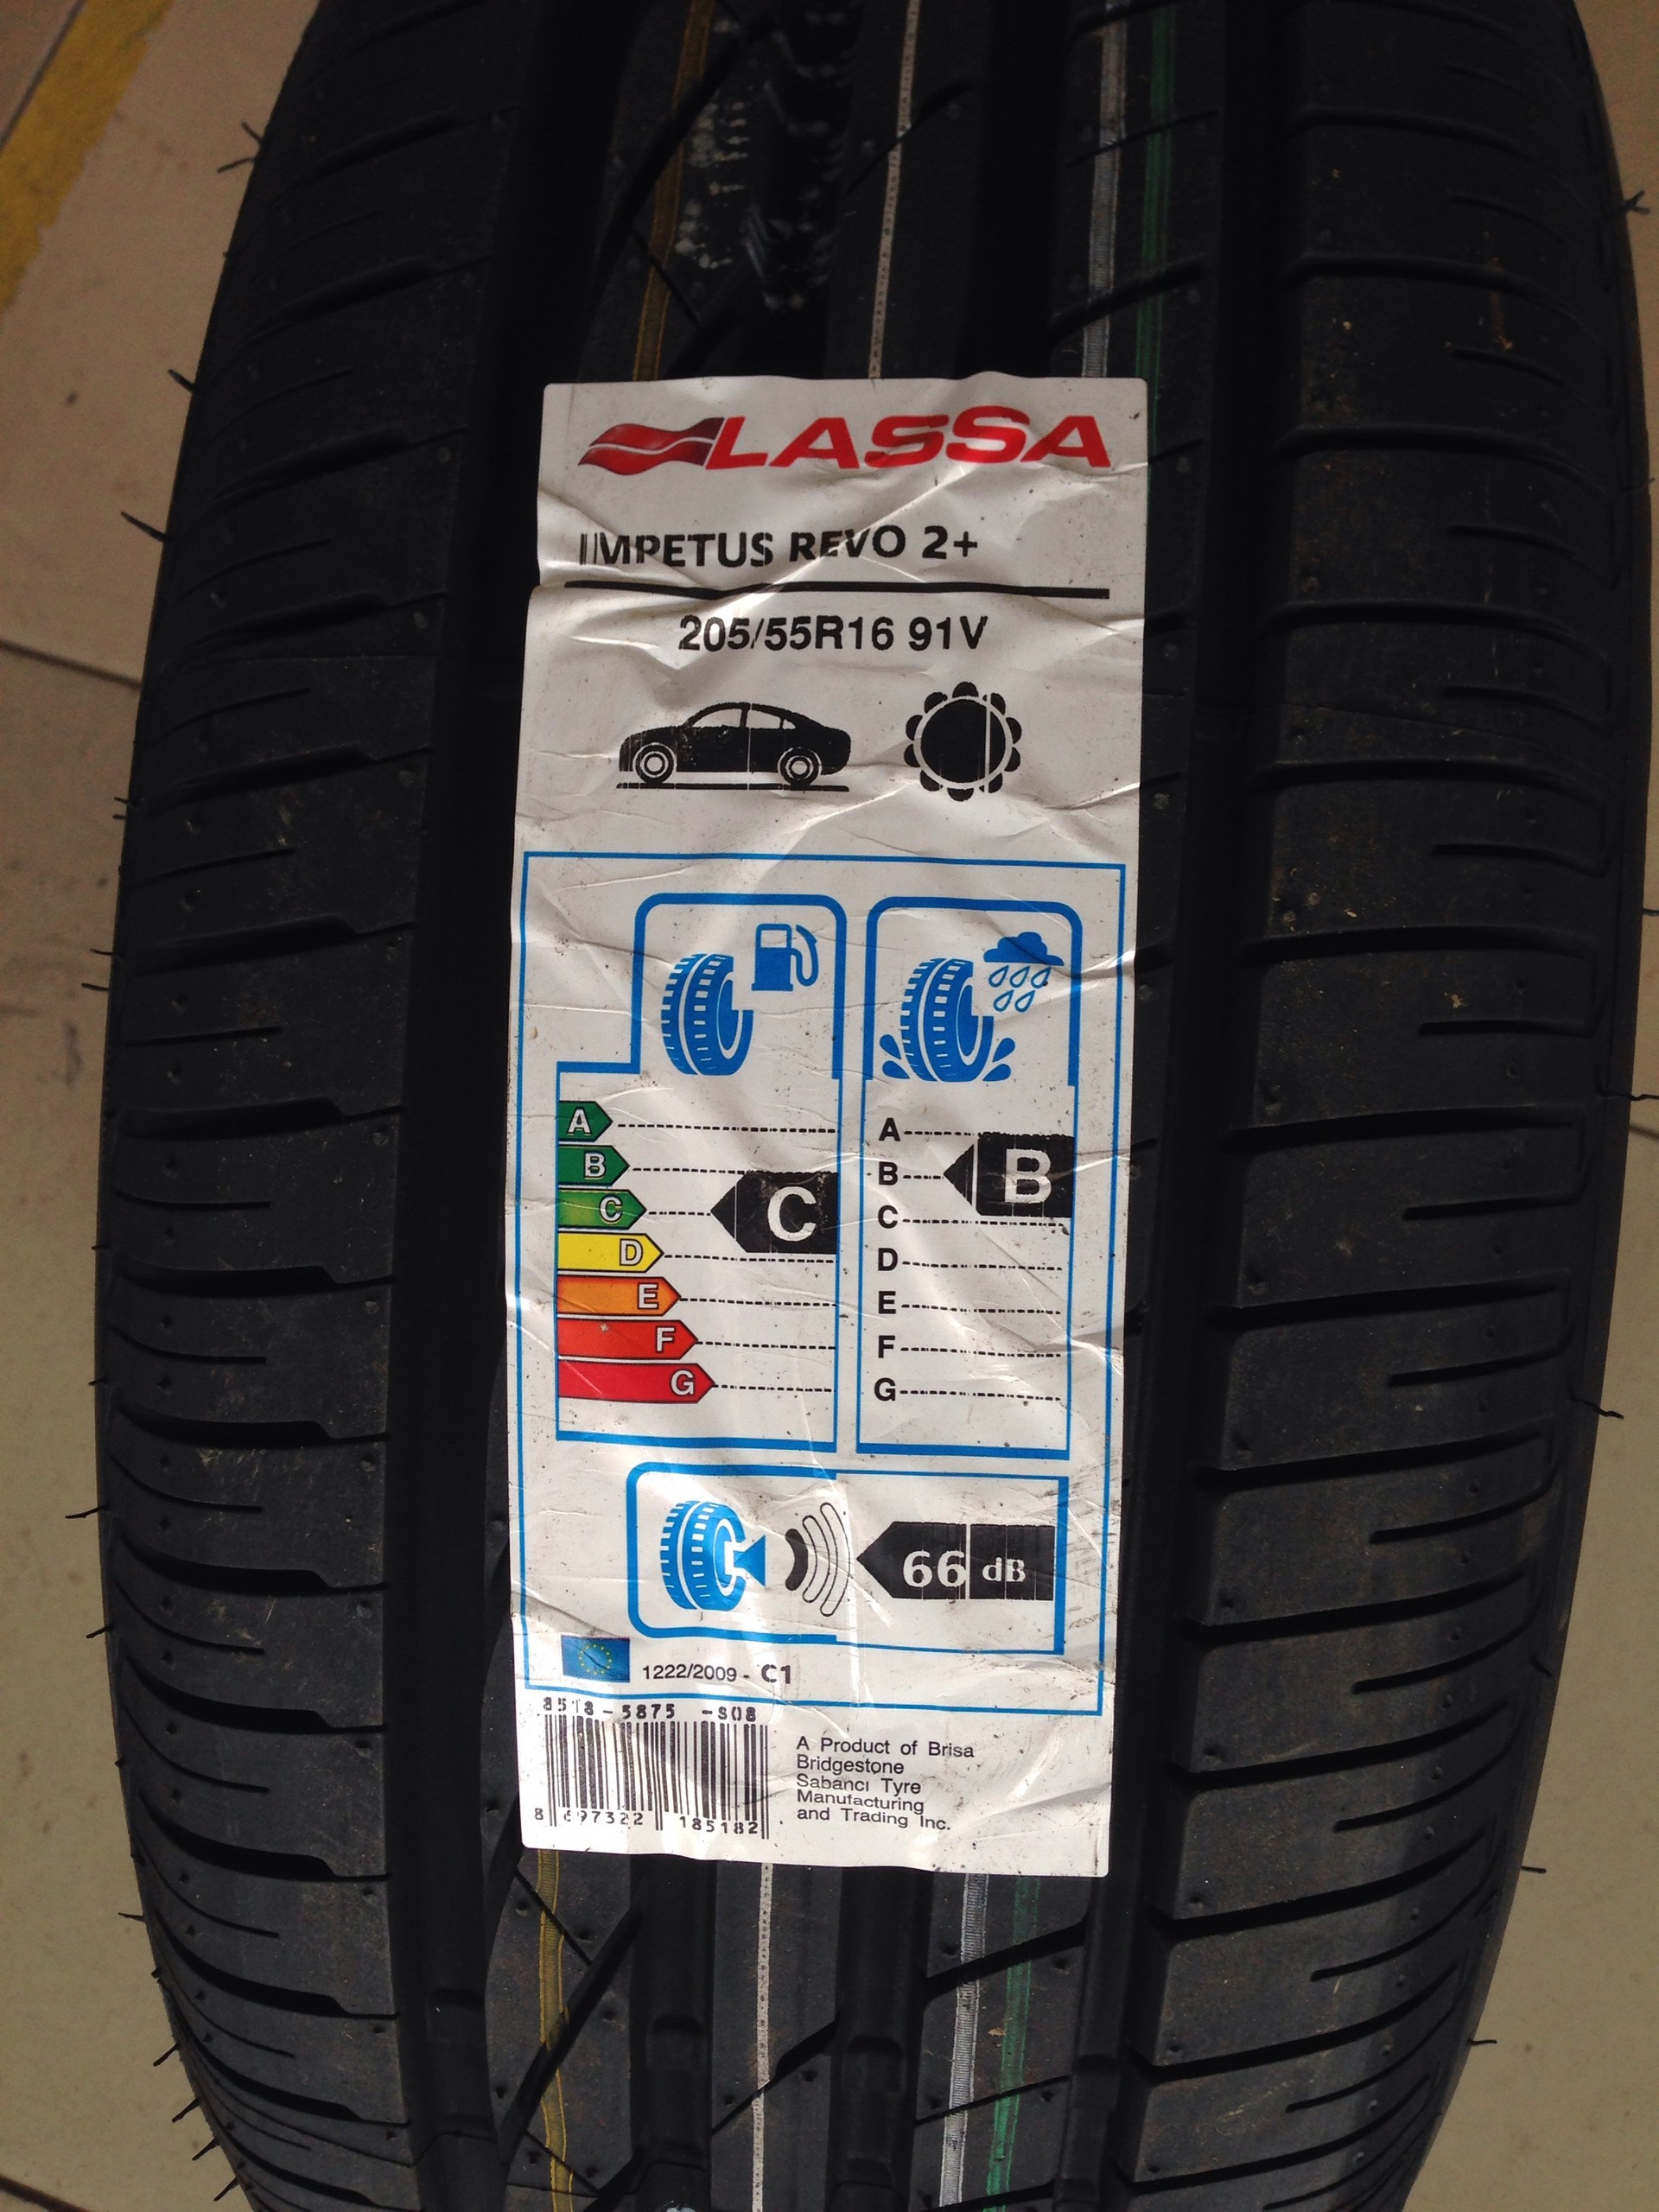 LASSA
IMPETUS REVO 2+
205/55R16 91V
A
B
C
D
E
F
G
C
A
B
C
D
E
F
G
B
66 dB
1222/2009 - C1
8518-5875 -S08
8 697322 185182
A Product of Brisa
Bridgestone
Sabancı Tyre
Manufacturing
and Trading Inc.